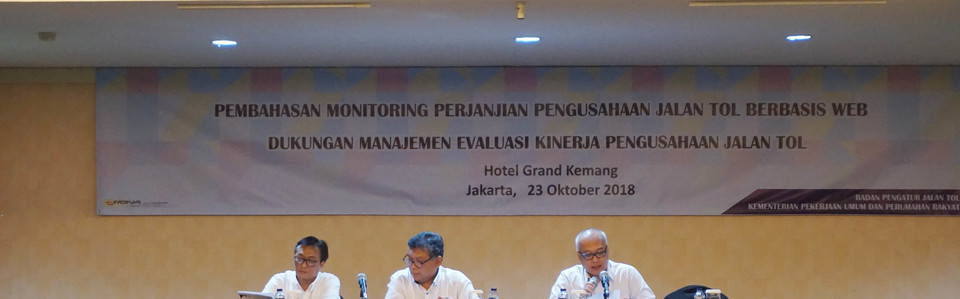 PEMBAHASAN MONITORING PERJANJIAN PENGUSAHAAN JALAN TOL BERBASIS WEB
DUKUNGAN MANAJEMEN EVALUASI KINERJA PENGUSAHAAN JALAN TOL
Hotel Grand Kemang
Jakarta, 23 Oktober 2018
BADAN PENGATUR JALAN TOL
KEMENTERIAN PEKERJAAN UMUM DAN PERUMAHAN RAKYAT